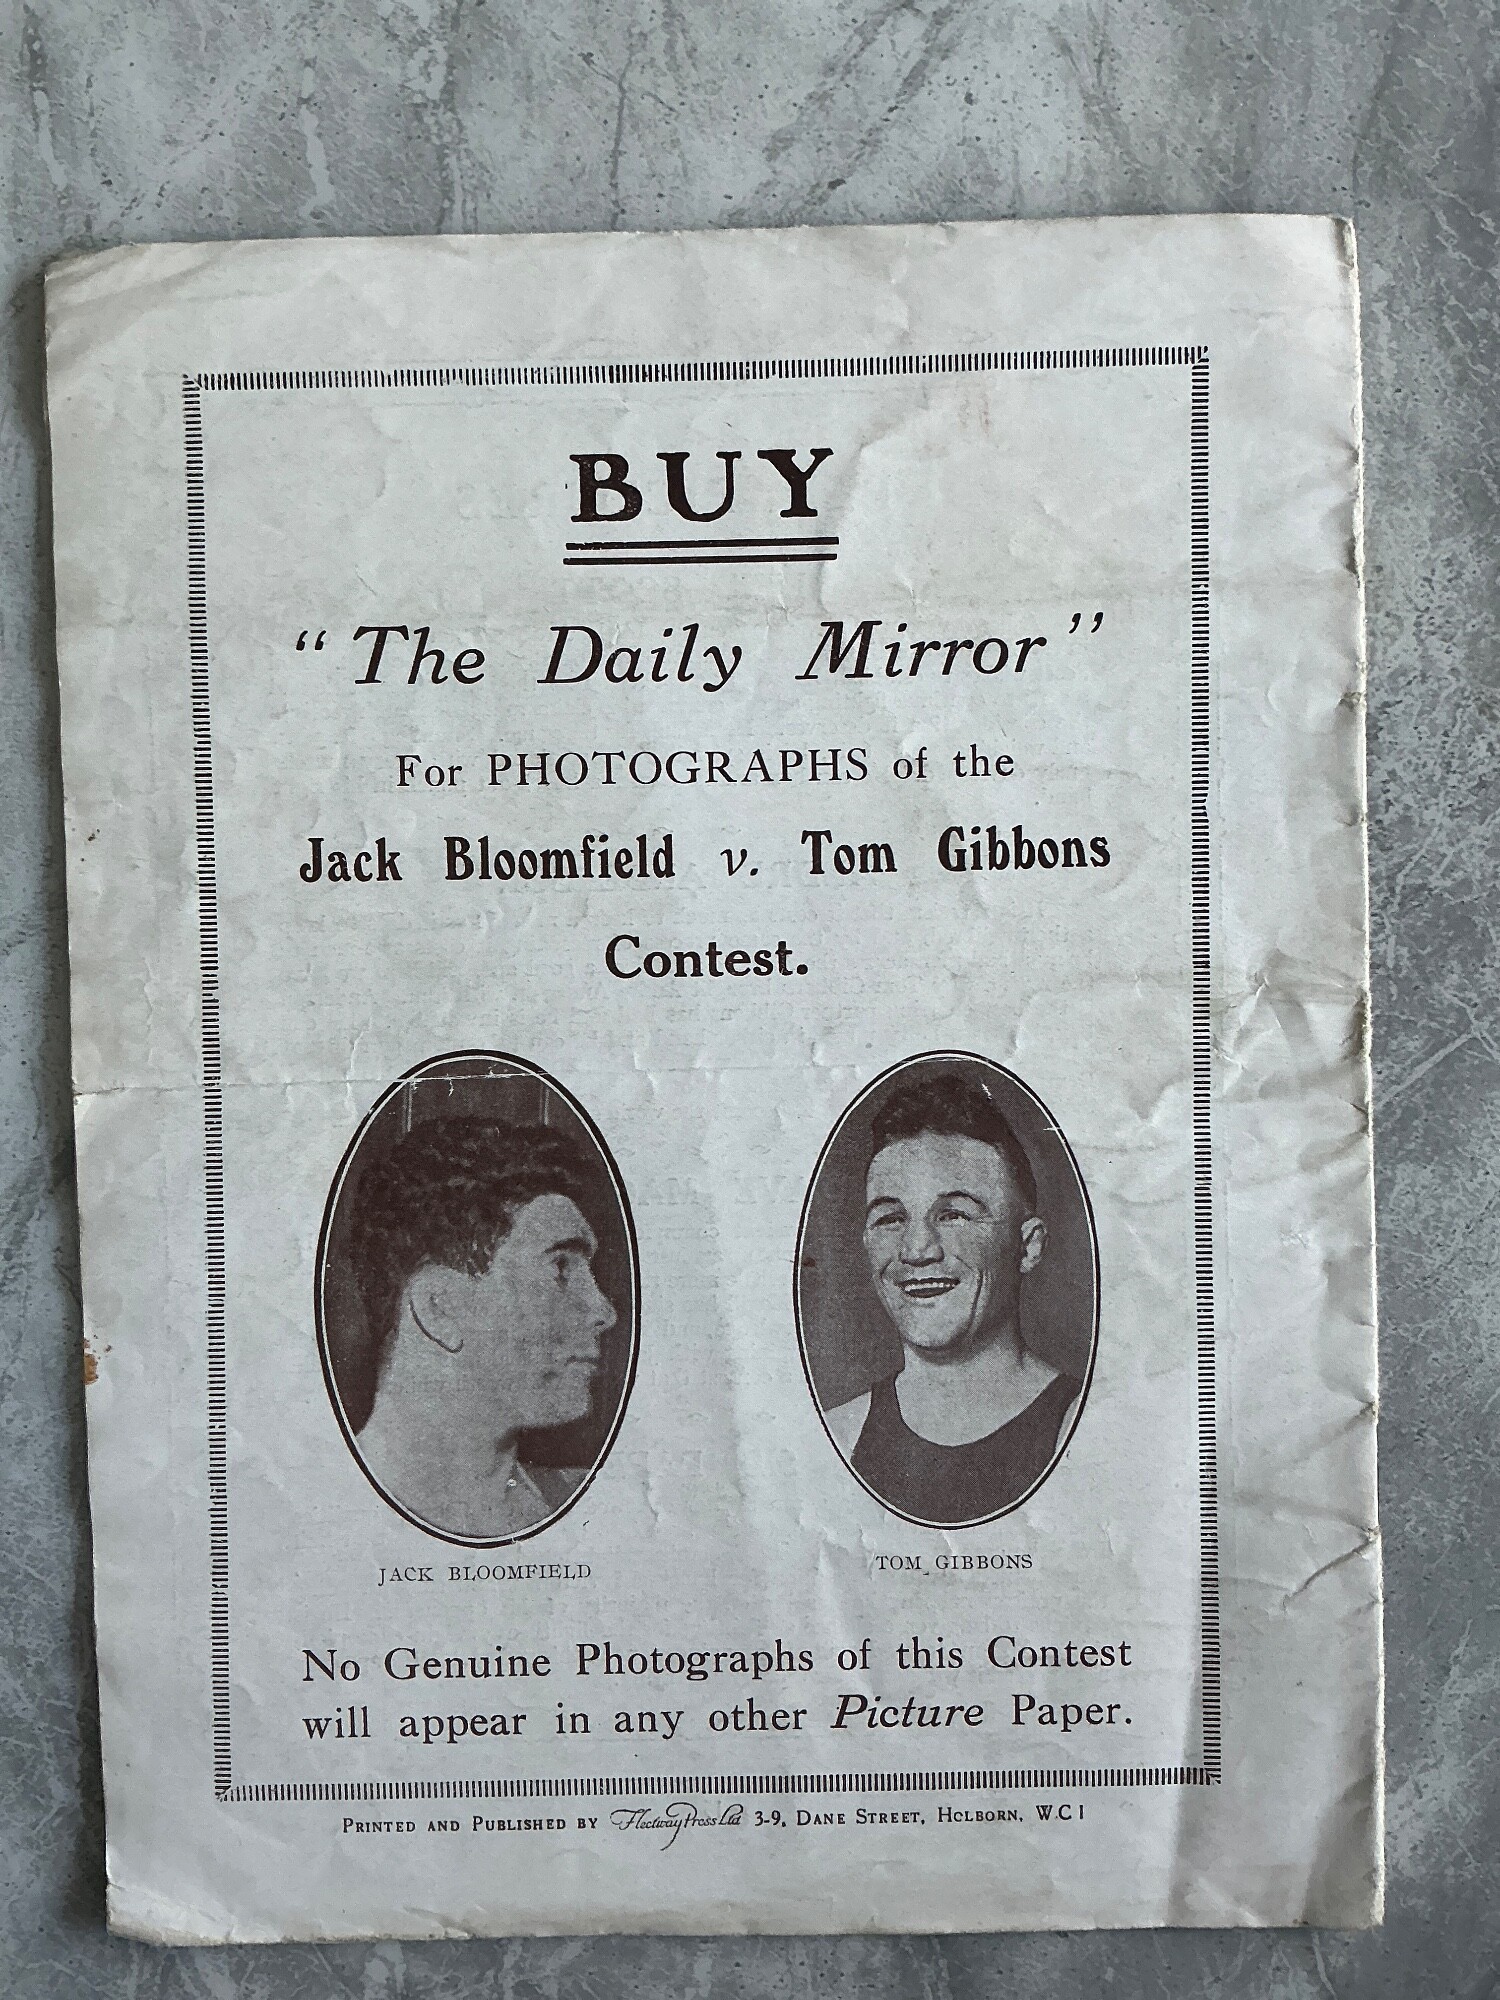 BUY
"The Daily Mirror"
For PHOTOGRAPHS of the
Jack Bloomfield v. Tom Gibbons
Contest.
JACK BLOOMFIELD
TOM GIBBONS
No Genuine Photographs of this Contest
will appear in any other Picture Paper.
PRINTED AND PUBLISHED BY Fleetway Press Ltd 3-9, DANE STREET, HOLBORN, W.C 1